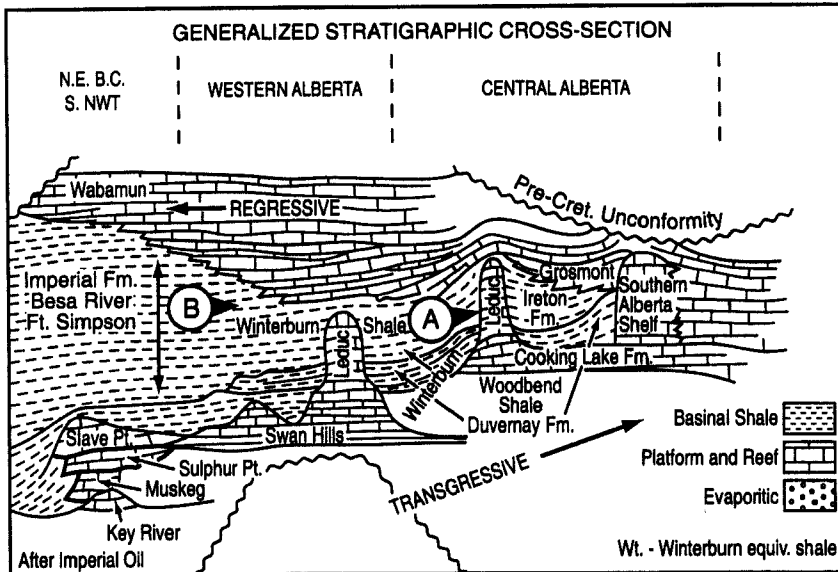 GENERALIZED STRATIGRAPHIC CROSS-SECTION
N.E. B.C.
S. NWT
WESTERN ALBERTA
CENTRAL ALBERTA
Wabamun
REGRESSIVE
Pre-Cret. Unconformity
Imperial Fm.
Besa River
Ft. Simpson
B
Winterburn Shale
A
Leduc
Leduc
Grosmont
Ireton
Fm.
Southern
Alberta
Shelf
Cooking Lake Fm.
Winterburn
Woodbend
Shale
Duvernay Fm.
Slave Pt.
Swan Hills
Sulphur Pt.
Muskeg
Key River
TRANSGRESSIVE
Basinal Shale
Platform and Reef
Evaporitic
After Imperial Oil
Wt. - Winterburn equiv. shale